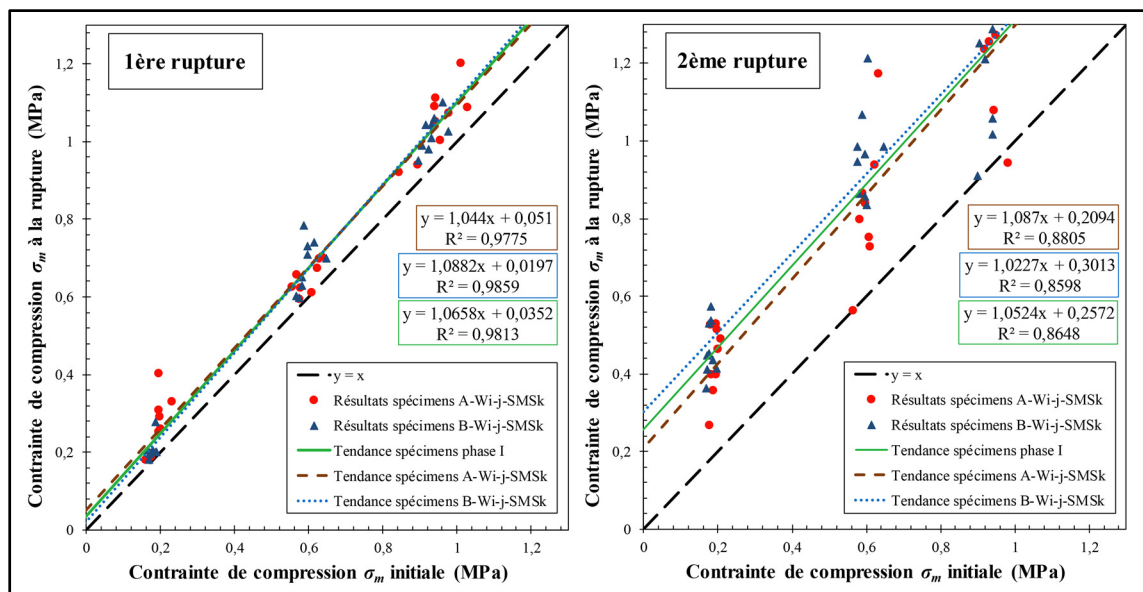 1ère rupture
Contrainte de compression σm à la rupture (MPa)
1,2
1
0,8
0,6
0,4
0,2
0
0
0,2
0,4
0,6
0,8
1
1,2
Contrainte de compression σm initiale (MPa)
y = 1,044x + 0,051
R² = 0,9775
y = 1,0882x + 0,0197
R² = 0,9859
y = 1,0658x + 0,0352
R² = 0,9813
y = x
Résultats spécimens A-Wi-j-SMSk
Résultats spécimens B-Wi-j-SMSk
Tendance spécimens phase I
Tendance spécimens A-Wi-j-SMSk
Tendance spécimens B-Wi-j-SMSk
2ème rupture
Contrainte de compression σm à la rupture (MPa)
1,2
1
0,8
0,6
0,4
0,2
0
0
0,2
0,4
0,6
0,8
1
1,2
Contrainte de compression σm initiale (MPa)
y = 1,087x + 0,2094
R² = 0,8805
y = 1,0227x + 0,3013
R² = 0,8598
y = 1,0524x + 0,2572
R² = 0,8648
y = x
Résultats spécimens A-Wi-j-SMSk
Résultats spécimens B-Wi-j-SMSk
Tendance spécimens phase I
Tendance spécimens A-Wi-j-SMSk
Tendance spécimens B-Wi-j-SMSk